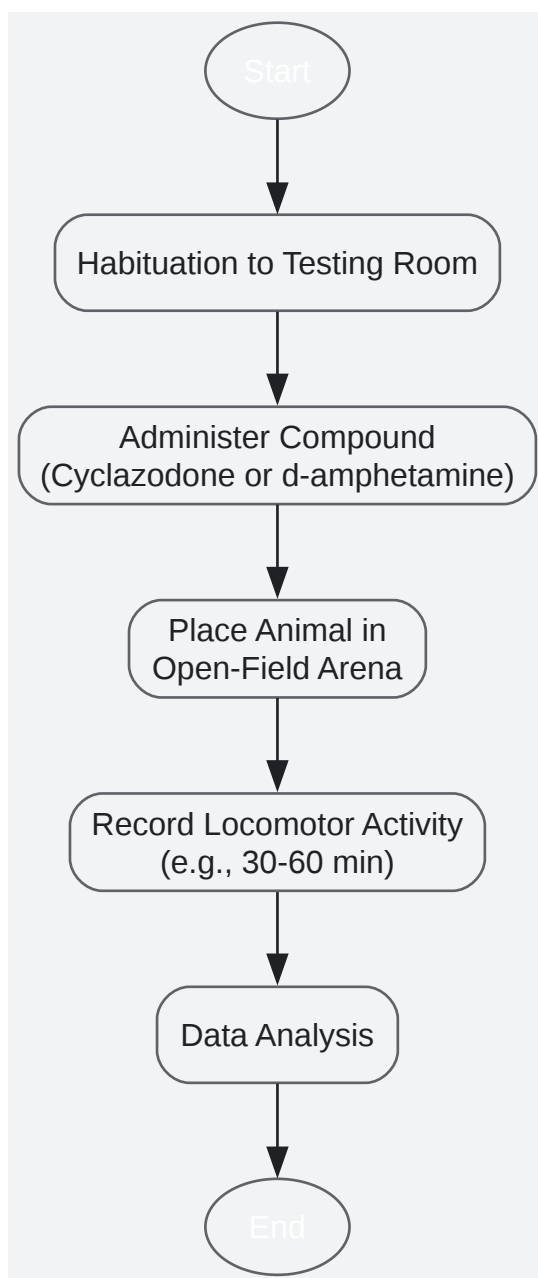 Start
Habituation to Testing Room
Administer Compound
(Cyclazodone or d-amphetamine)
Place Animal in
Open-Field Arena
Record Locomotor Activity
(e.g., 30-60 min)
Data Analysis
End